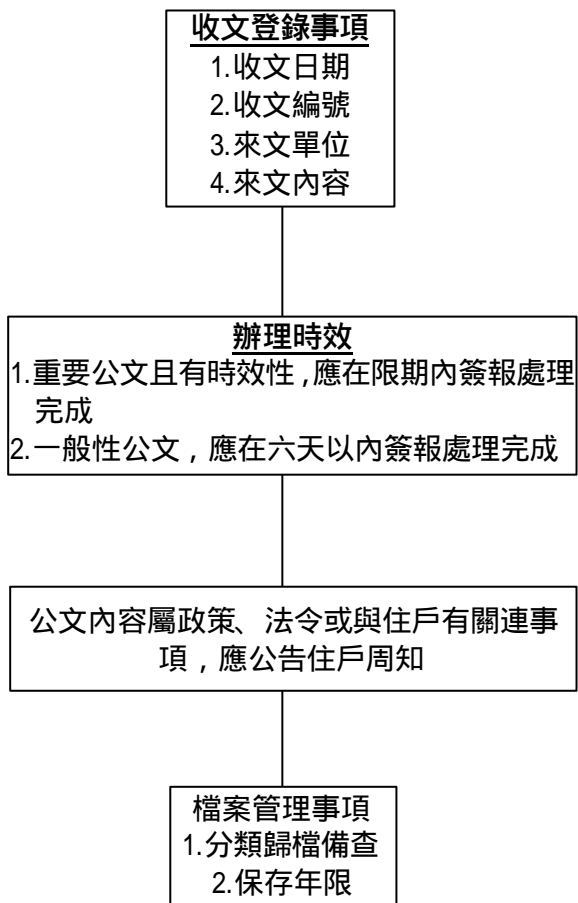 收文登錄事項
1.收文日期
2.收文編號
3.來文單位
4.來文內容
辦理時效
1.重要公文且有時效性,應在限期內簽報處理
完成
2.一般性公文，應在六天以內簽報處理完成
公文內容屬政策、法令或與住戶有關連事
項，應公告住戶周知
檔案管理事項
1.分類歸檔備查
2.保存年限